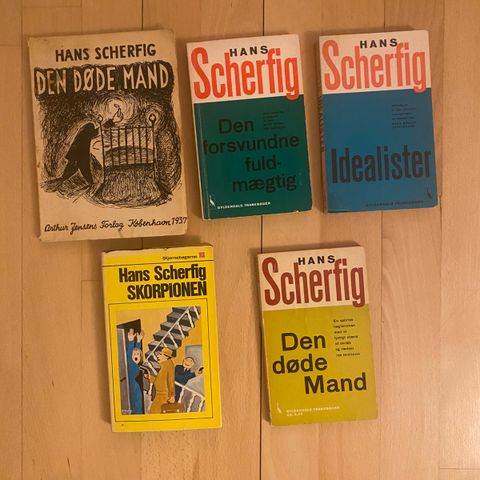 HANS SCHERFIG
DEN DØDE MAND
Arthur Jensens Forlag København 1937
HANS
Scherfig
Den
forsvundne
fuld-
mægtig
GYLDENDALS TRANEBØGER
HANS
Scherfig
Idealister
GYLDENDALS TRANEBØGER
Stjernebøgerne
Hans Scherfig
SKORPIONEN
HANS
Scherfig
Den
døde
Mand
GYLDENDALS TRANEBØGER